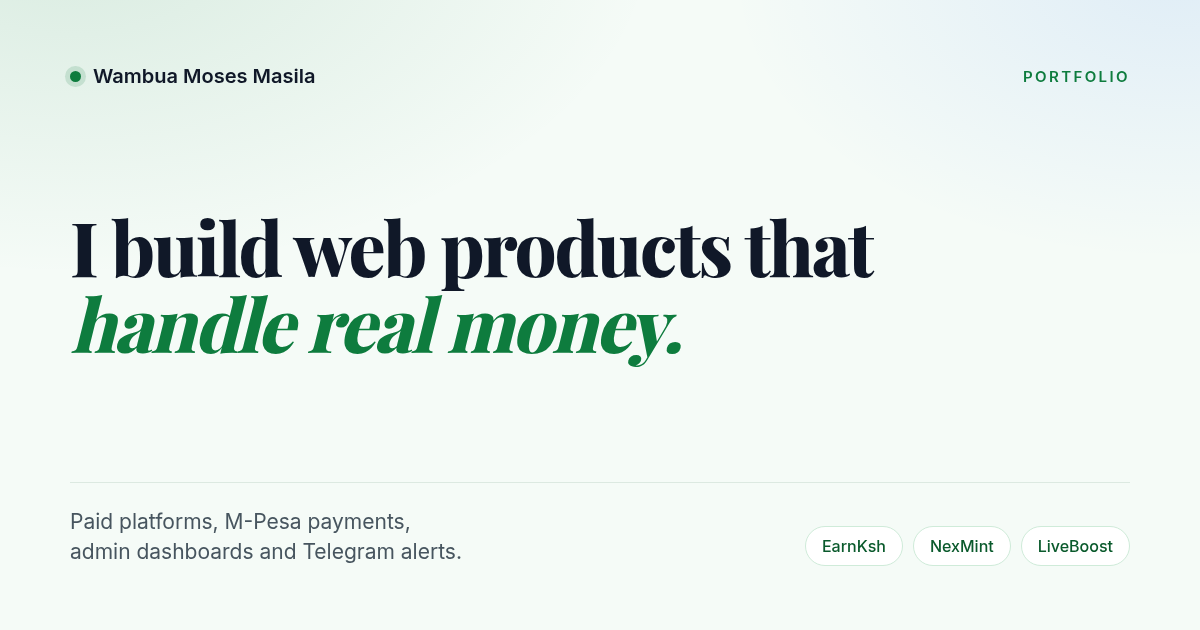 Wambua Moses Masila
PORTFOLIO
I build web products that
handle real money.
Paid platforms, M-Pesa payments,
admin dashboards and Telegram alerts.
EarnKsh
NexMint
LiveBoost